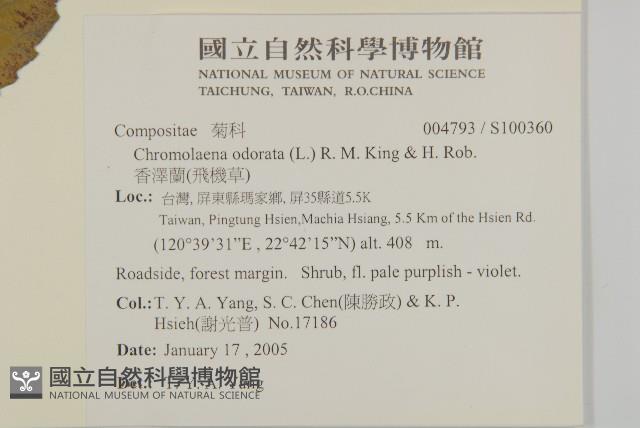 國立自然科學博物館
NATIONAL MUSEUM OF NATURAL SCIENCE
TAICHUNG, TAIWAN, R.O.CHINA
Compositae 菊科 004793 / S100360
Chromolaena odorata (L.) R. M. King & H. Rob.
香澤蘭(飛機草)
Loc.: 台灣, 屏東縣瑪家鄉, 屏35縣道5.5K
Taiwan, Pingtung Hsien,Machia Hsiang, 5.5 Km of the Hsien Rd.
(120°39’31”E , 22°42’15”N) alt. 408 m.
Roadside, forest margin. Shrub, fl. pale purplish - violet.
Col.: T. Y. A. Yang, S. C. Chen(陳勝政) & K. P.
Hsieh(謝光普) No.17186
Date: January 17 , 2005
Det.: T. Y. A. Yang
國立自然科學博物館
NATIONAL MUSEUM OF NATURAL SCIENCE